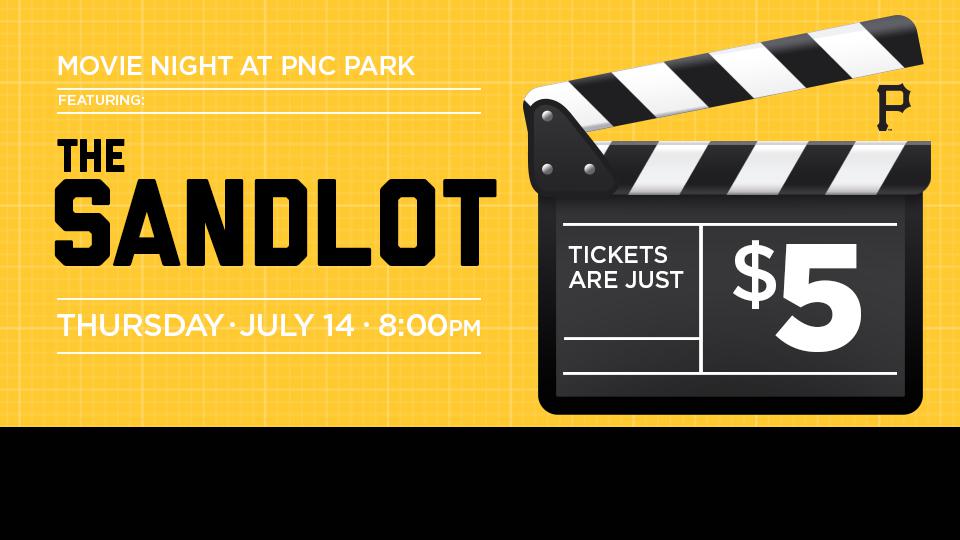 MOVIE NIGHT AT PNC PARK
FEATURING:
THE
SANDLOT
THURSDAY · JULY 14 · 8:00PM
P
TICKETS
ARE JUST
$5